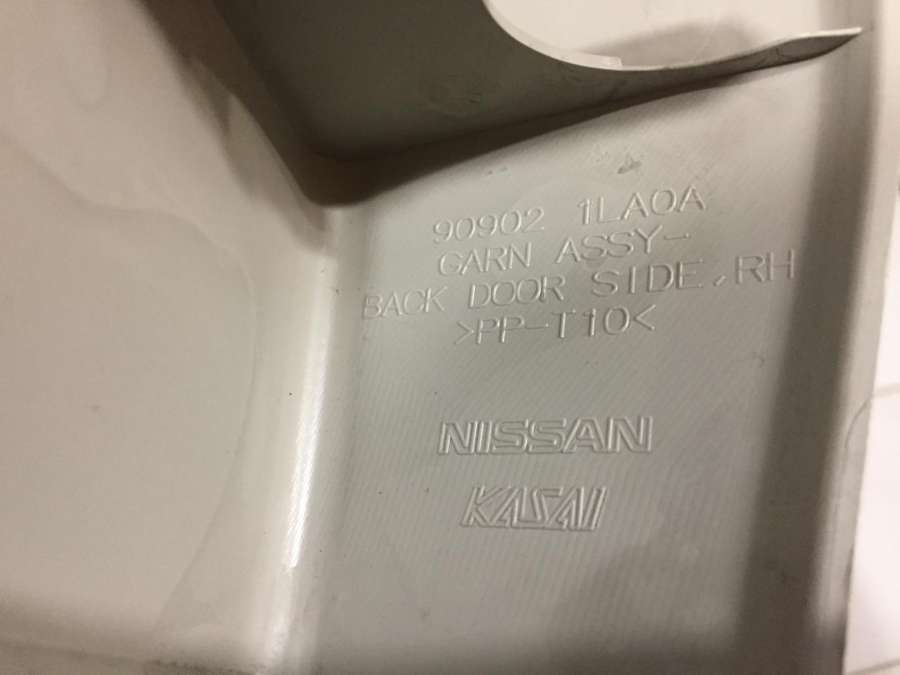 90902 1LA0A
GARN ASSY-
BACK DOOR SIDE,RH
>PP-T10<
NISSAN
KASAI